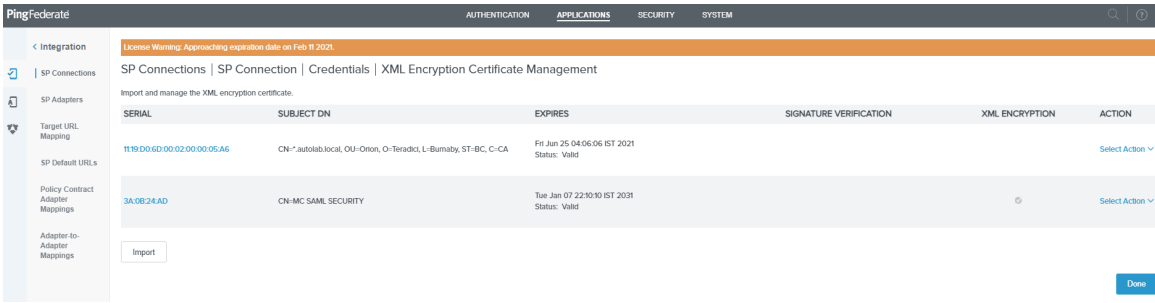 PingFederate
AUTHENTICATION APPLICATIONS SECURITY SYSTEM
Integration
SP Connections
SP Adapters
Target URL
Mapping
SP Default URLs
Policy Contract
Adapter
Mappings
Adapter-to-
Adapter
Mappings
License Warning: Approaching expiration date on Feb 11 2021.
SP Connections | SP Connection | Credentials | XML Encryption Certificate Management
Import and manage the XML encryption certificate.
SERIAL SUBJECT DN EXPIRES SIGNATURE VERIFICATION XML ENCRYPTION ACTION
11:19:D0:6D:00:02:00:00:05:A6 CN=*.autolab.local, OU=Orion, O=Teradici, L=Burnaby, ST=BC, C=CA Fri Jun 25 04:06:06 IST 2021 Select Action
Status: Valid
3A:0B:24:AD CN=MC SAML SECURITY Tue Jan 07 22:10:10 IST 2031 Select Action
Status: Valid
Import
Done